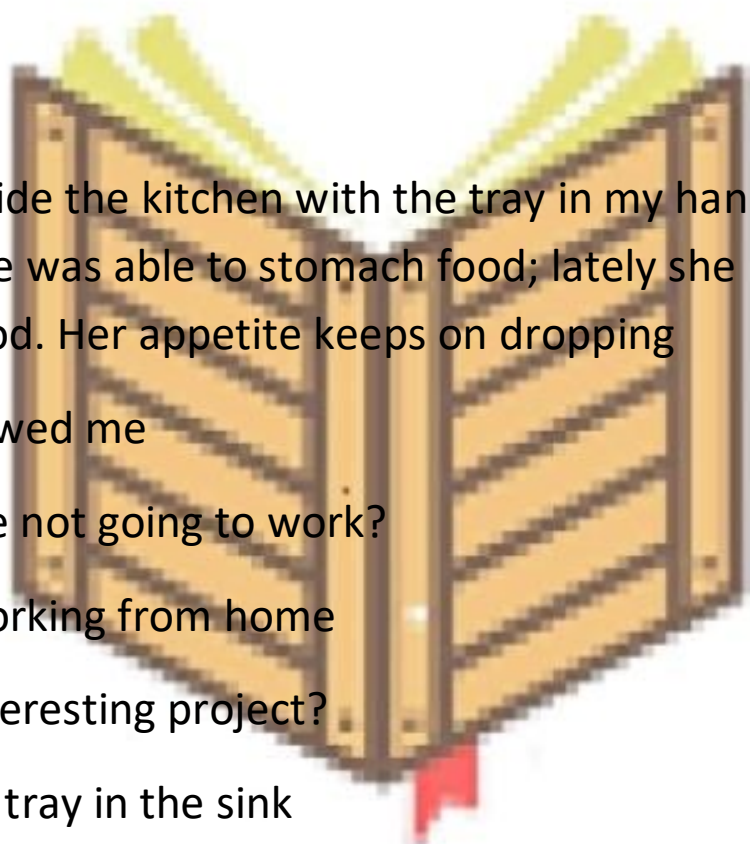 ide the kitchen with the tray in my han
e was able to stomach food; lately she
od. Her appetite keeps on dropping
wed me
e not going to work?
orking from home
eresting project?
tray in the sink